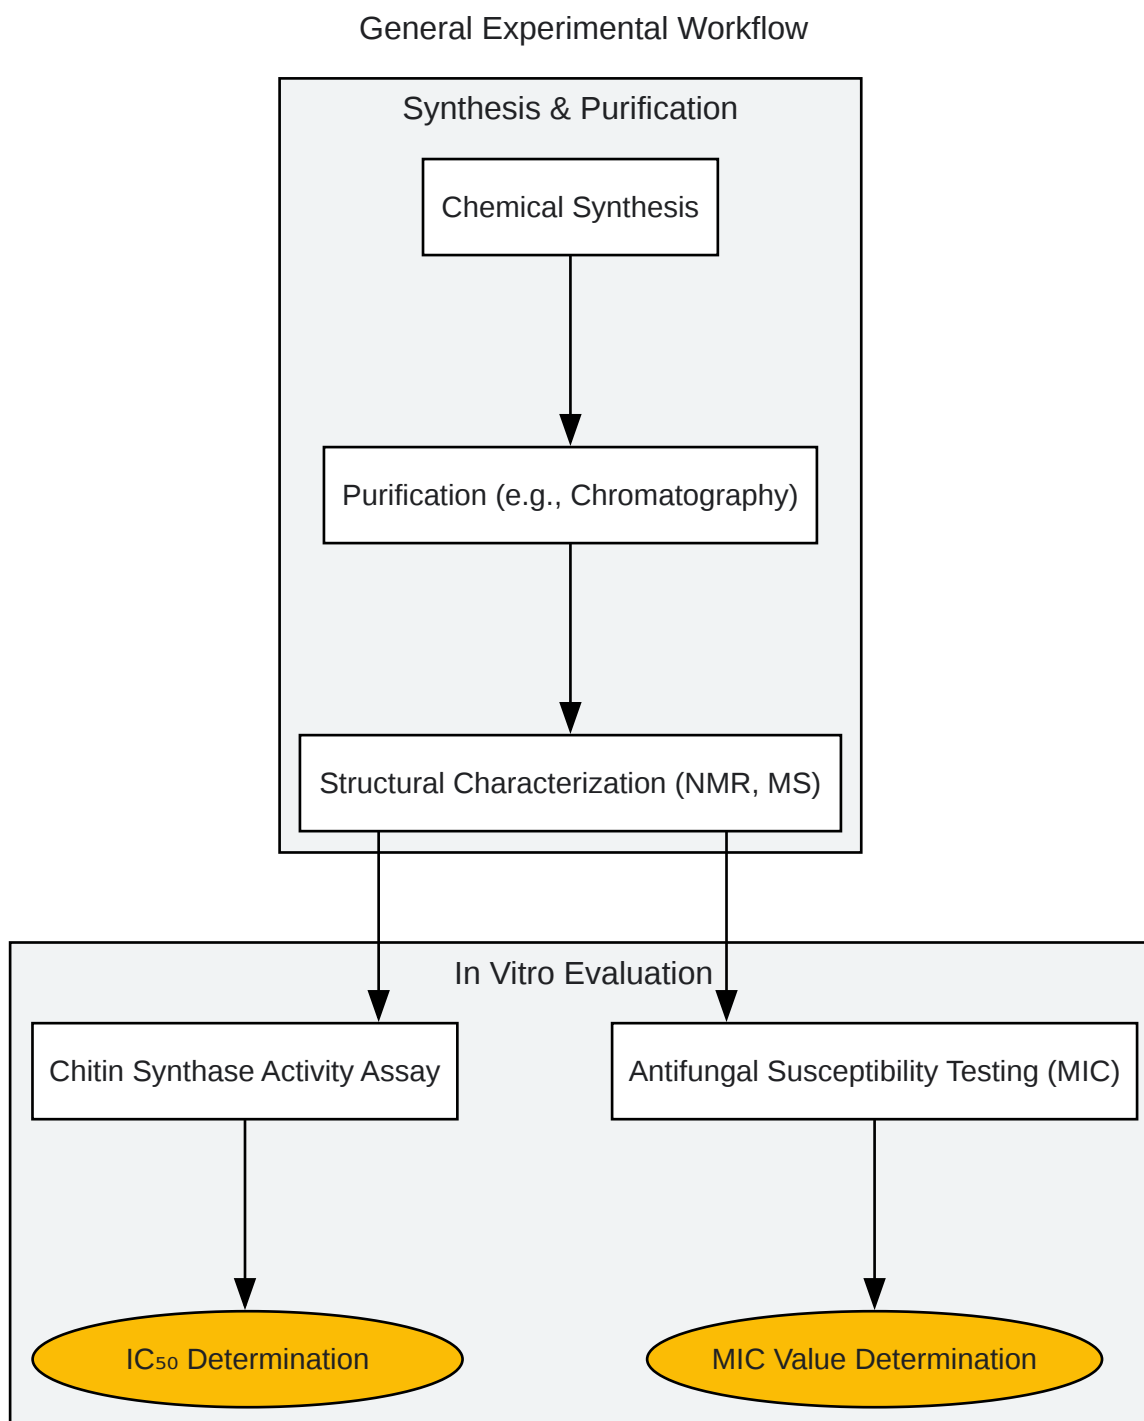 General Experimental Workflow
Synthesis & Purification
Chemical Synthesis
Purification (e.g., Chromatography)
Structural Characterization (NMR, MS)
In Vitro Evaluation
Chitin Synthase Activity Assay
Antifungal Susceptibility Testing (MIC)
IC₅₀ Determination
MIC Value Determination